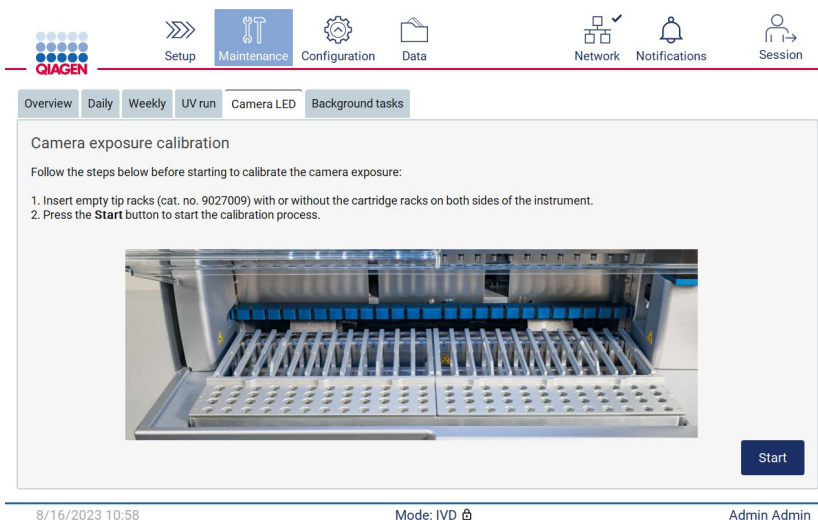 QIAGEN
Setup
Maintenance
Configuration
Data
Network
Notifications
Session
Overview
Daily
Weekly
UV run
Camera LED
Background tasks
Camera exposure calibration
Follow the steps below before starting to calibrate the camera exposure:
1. Insert empty tip racks (cat. no. 9027009) with or without the cartridge racks on both sides of the instrument.
2. Press the Start button to start the calibration process.
Start
8/16/2023 10:58
Mode: IVD
Admin Admin